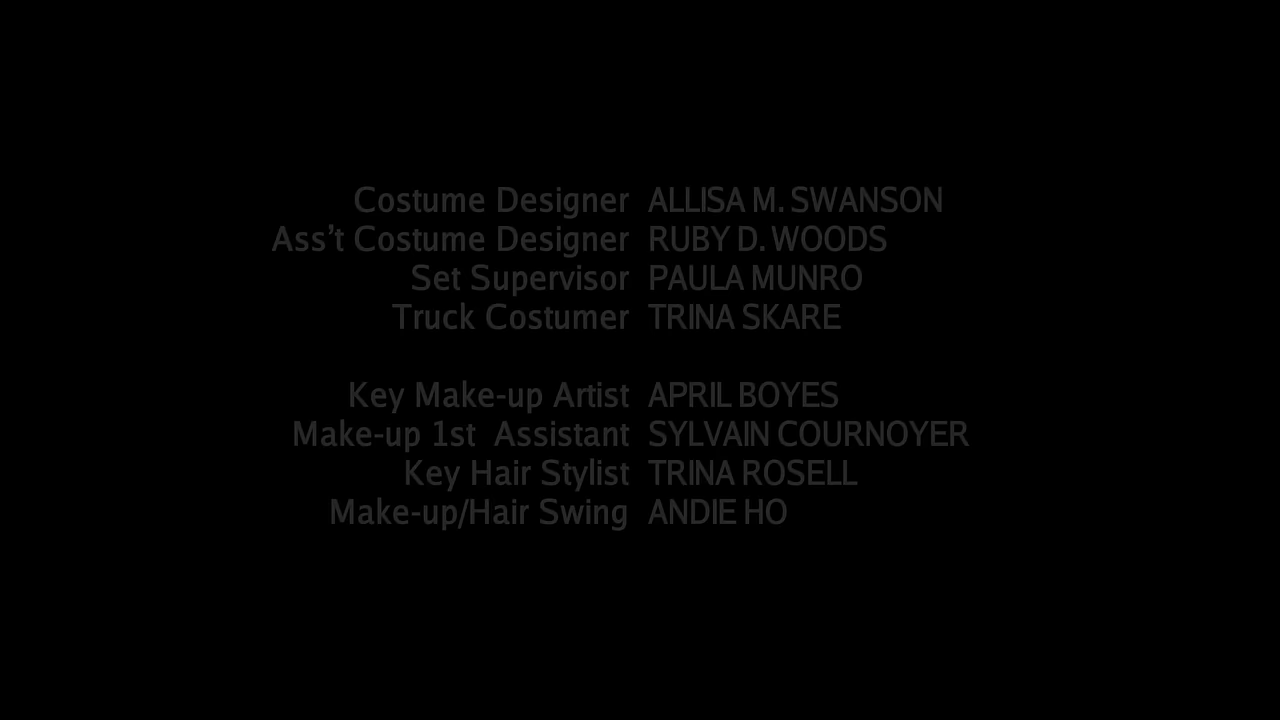 Costume Designer ALLISA M. SWANSON
Ass’t Costume Designer RUBY D. WOODS
Set Supervisor PAULA MUNRO
Truck Costumer TRINA SKARE
Key Make-up Artist APRIL BOYES
Make-up 1st Assistant SYLVAIN COURNOYER
Key Hair Stylist TRINA ROSELL
Make-up/Hair Swing ANDIE HO